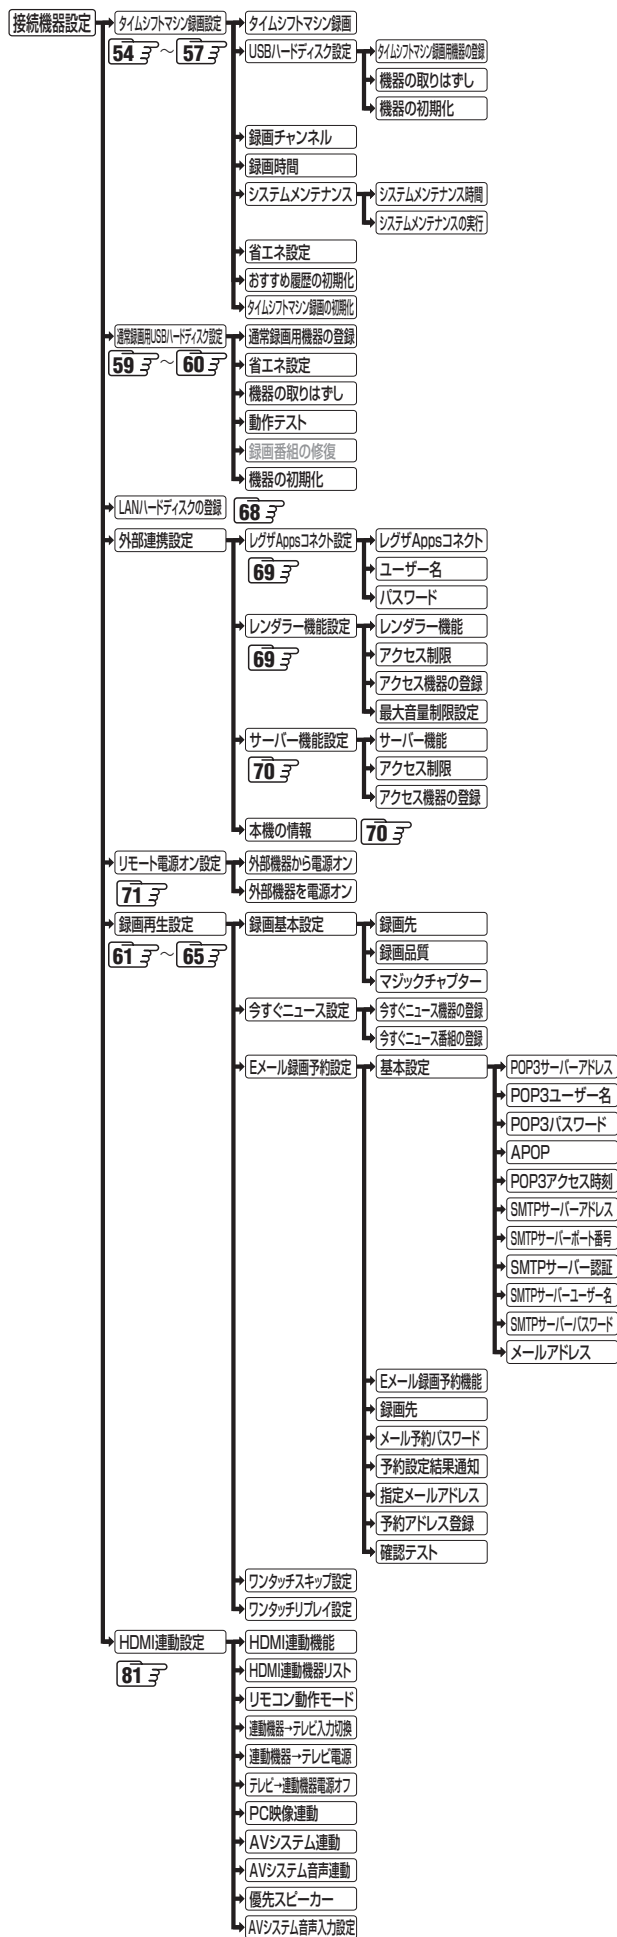 接続機器設定
タイムシフトマシン録画設定
54 ～ 57
タイムシフトマシン録画
USBハードディスク設定
タイムシフトマシン録画用機器の登録
機器の取りはずし
機器の初期化
録画チャンネル
録画時間
システムメンテナンス
システムメンテナンス時間
システムメンテナンスの実行
省エネ設定
おすすめ履歴の初期化
タイムシフトマシン録画の初期化
通常録画用USBハードディスク設定
59 ～ 60
通常録画用機器の登録
省エネ設定
機器の取りはずし
動作テスト
録画番組の修復
機器の初期化
LANハードディスクの登録
68
外部連携設定
レグザAppsコネクト設定
69
レグザAppsコネクト
ユーザー名
パスワード
レンダラー機能設定
69
レンダラー機能
アクセス制限
アクセス機器の登録
最大音量制限設定
サーバー機能設定
70
サーバー機能
アクセス制限
アクセス機器の登録
本機の情報
70
リモート電源オン設定
71
外部機器から電源オン
外部機器を電源オン
録画再生設定
61 ～ 65
録画基本設定
録画先
録画品質
マジックチャプター
今すぐニュース設定
今すぐニュース機器の登録
今すぐニュース番組の登録
Eメール録画予約設定
基本設定
POP3サーバーアドレス
POP3ユーザー名
POP3パスワード
APOP
POP3アクセス時刻
SMTPサーバーアドレス
SMTPサーバーポート番号
SMTPサーバー認証
SMTPサーバーユーザー名
SMTPサーバーパスワード
メールアドレス
Eメール録画予約機能
録画先
メール予約パスワード
予約設定結果通知
指定メールアドレス
予約アドレス登録
確認テスト
ワンタッチスキップ設定
ワンタッチリプレイ設定
HDMI連動設定
81
HDMI連動機能
HDMI連動機器リスト
リモコン動作モード
連動機器→テレビ入力切換
連動機器→テレビ電源
テレビ→連動機器電源オフ
PC映像連動
AVシステム連動
AVシステム音声連動
優先スピーカー
AVシステム音声入力設定